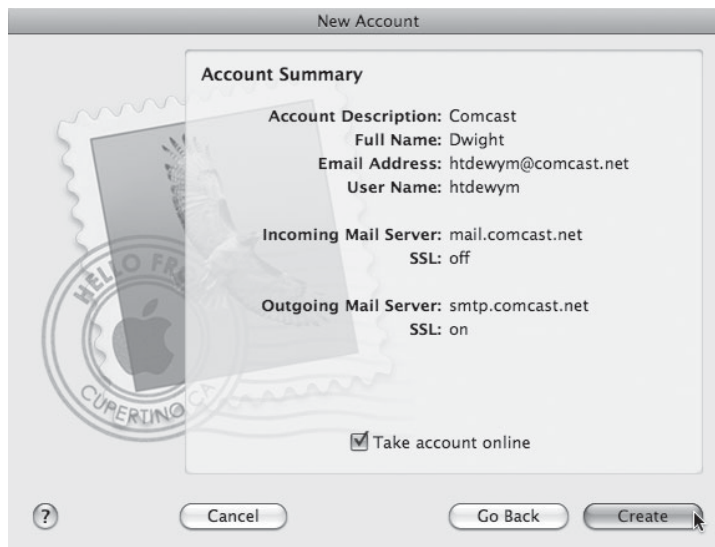 New Account
Account Summary
Account Description: Comcast
Full Name: Dwight
Email Address: htdewym@comcast.net
User Name: htdewym
Incoming Mail Server: mail.comcast.net
SSL: off
Outgoing Mail Server: smtp.comcast.net
SSL: on
Take account online
HELLO FR
CUPERTINO CA
?
Cancel
Go Back
Create